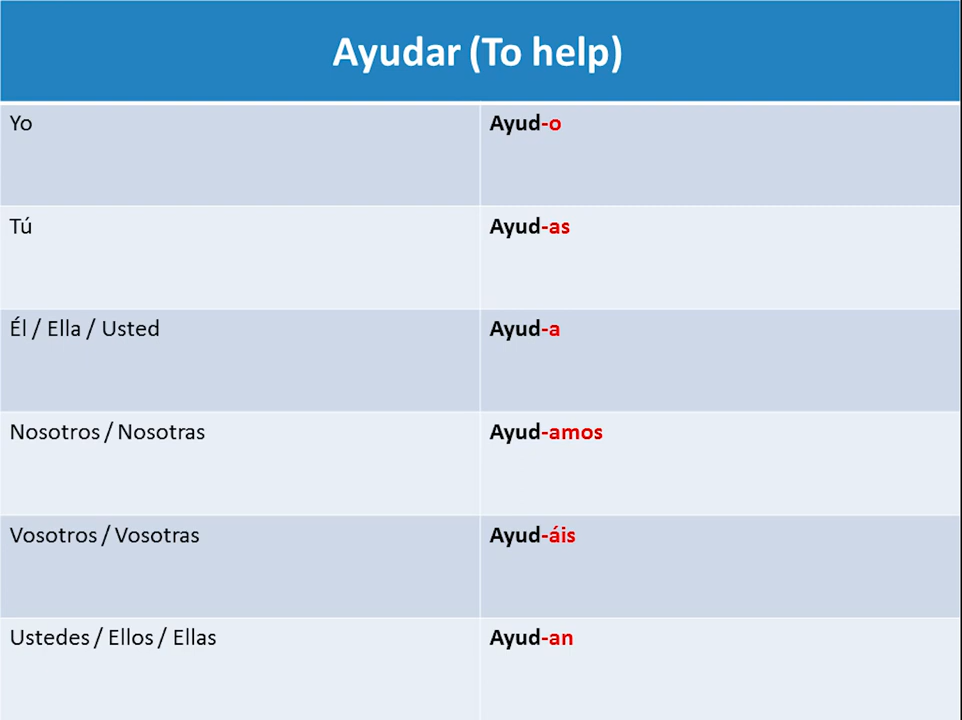 Ayudar (To help)
Yo Ayud-o
Tú Ayud-as
Él / Ella / Usted Ayud-a
Nosotros / Nosotras Ayud-amos
Vosotros / Vosotras Ayud-áis
Ustedes / Ellos / Ellas Ayud-an